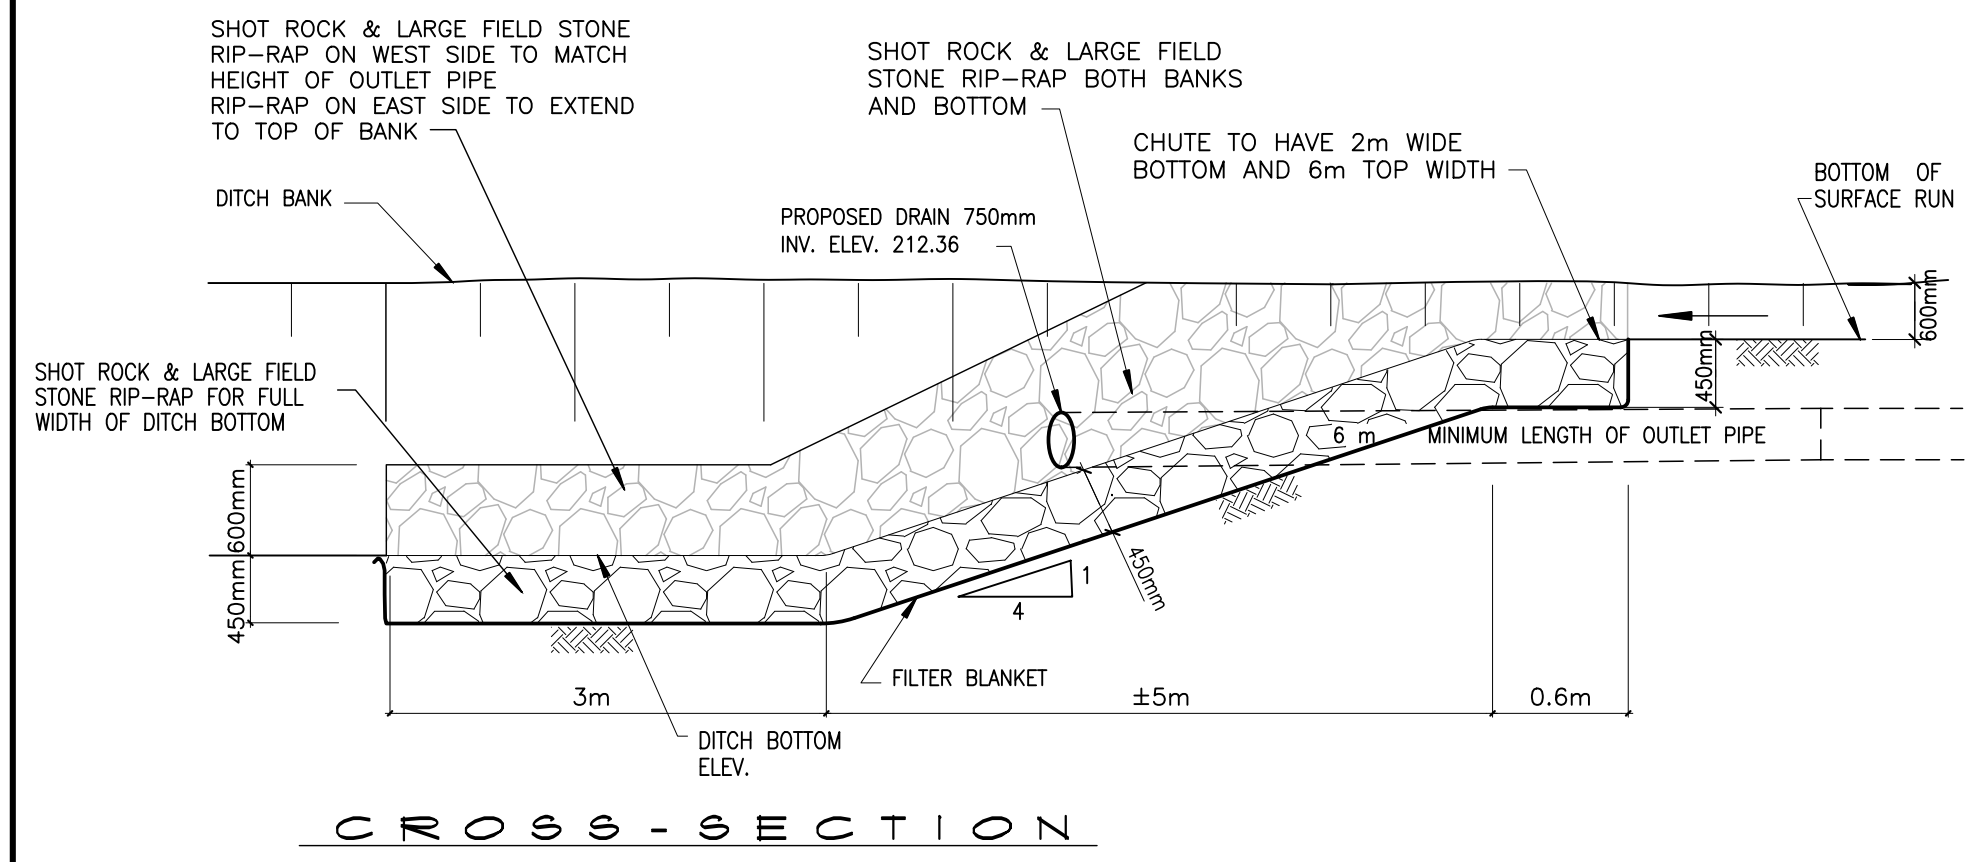 SHOT ROCK & LARGE FIELD STONE
RIP-RAP ON WEST SIDE TO MATCH
HEIGHT OF OUTLET PIPE
RIP-RAP ON EAST SIDE TO EXTEND
TO TOP OF BANK
SHOT ROCK & LARGE FIELD
STONE RIP-RAP BOTH BANKS
AND BOTTOM
CHUTE TO HAVE 2m WIDE
BOTTOM AND 6m TOP WIDTH
BOTTOM OF
SURFACE RUN
DITCH BANK
PROPOSED DRAIN 750mm
INV. ELEV. 212.36
600mm
450mm
SHOT ROCK & LARGE FIELD
STONE RIP-RAP FOR FULL
WIDTH OF DITCH BOTTOM
6 m MINIMUM LENGTH OF OUTLET PIPE
600mm
450mm
450mm
1
4
FILTER BLANKET
3m
±5m
0.6m
DITCH BOTTOM
ELEV.
CROSS-SECTION